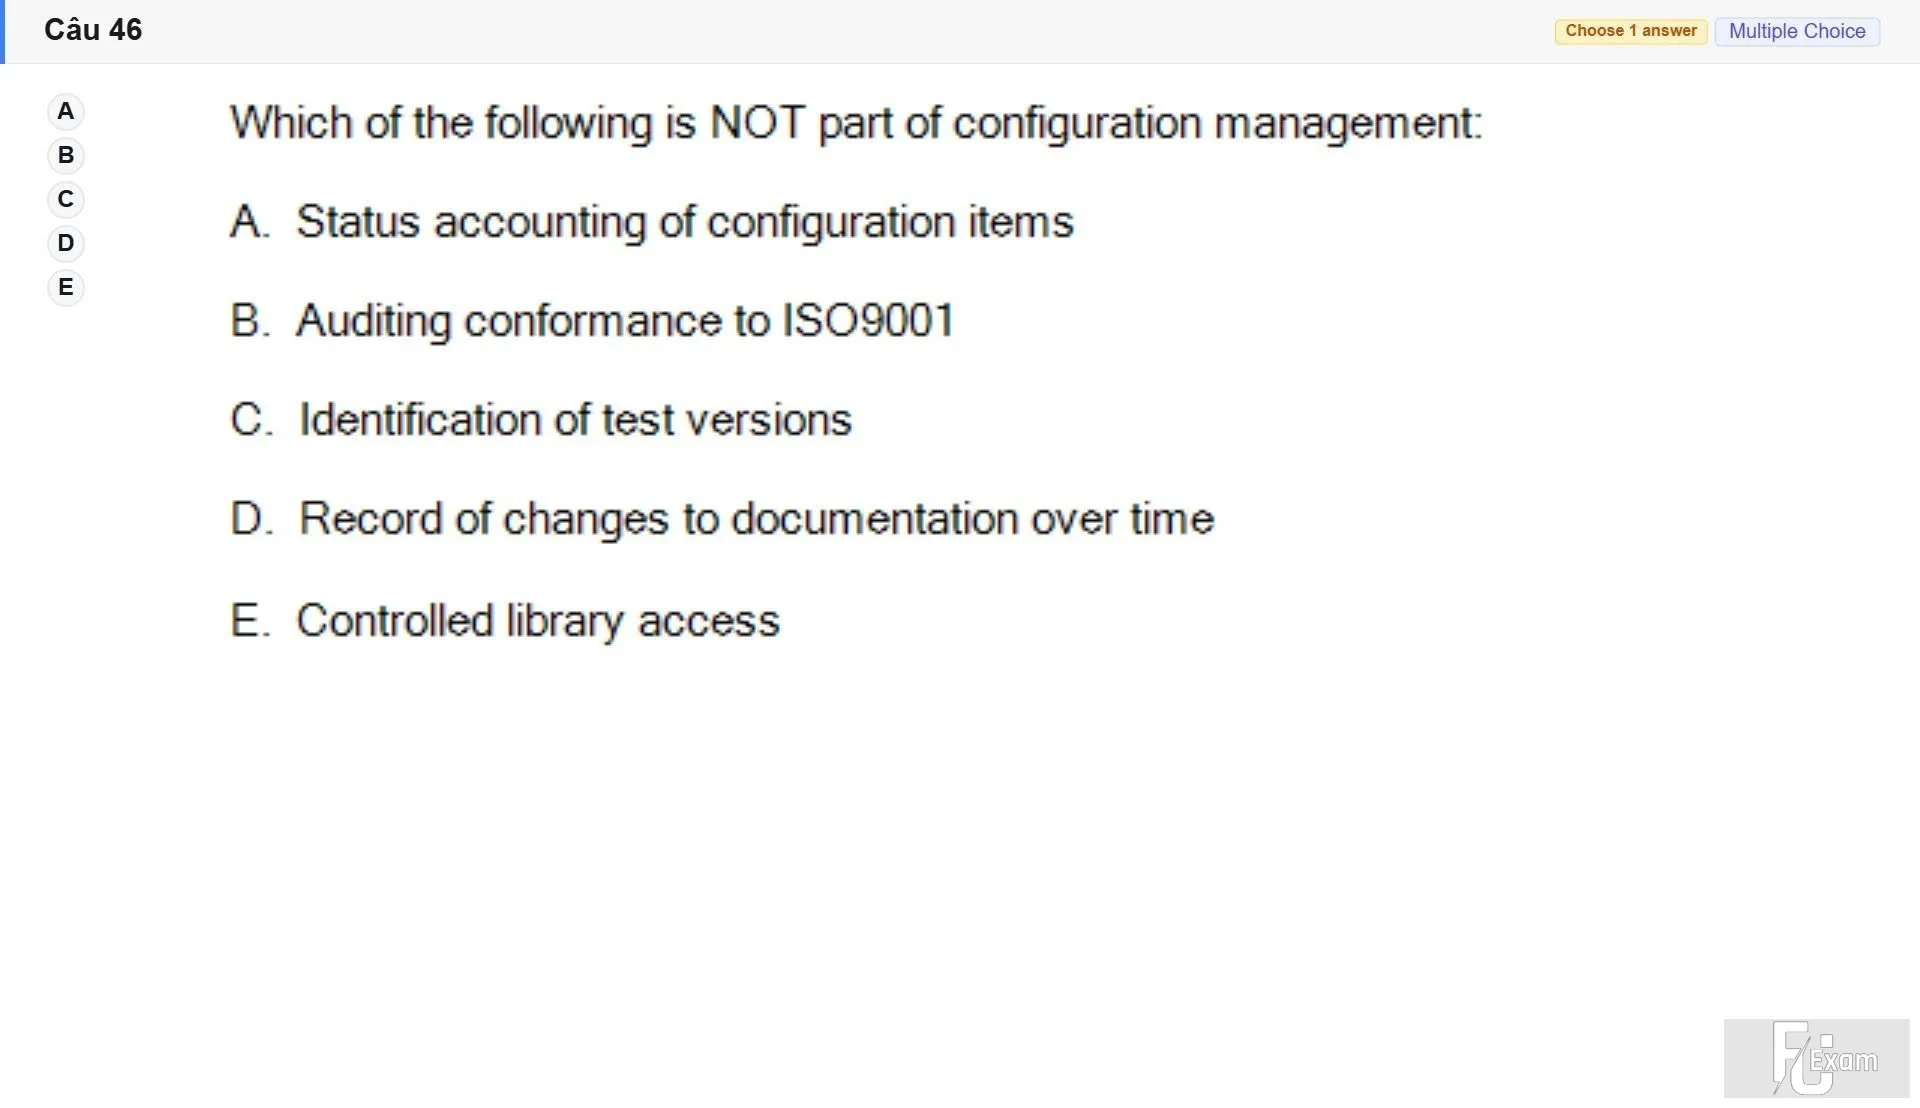 Câu 46
Choose 1 answer
Multiple Choice
A
B
C
D
E
Which of the following is NOT part of configuration management:
A. Status accounting of configuration items
B. Auditing conformance to ISO9001
C. Identification of test versions
D. Record of changes to documentation over time
E. Controlled library access
FU Exam